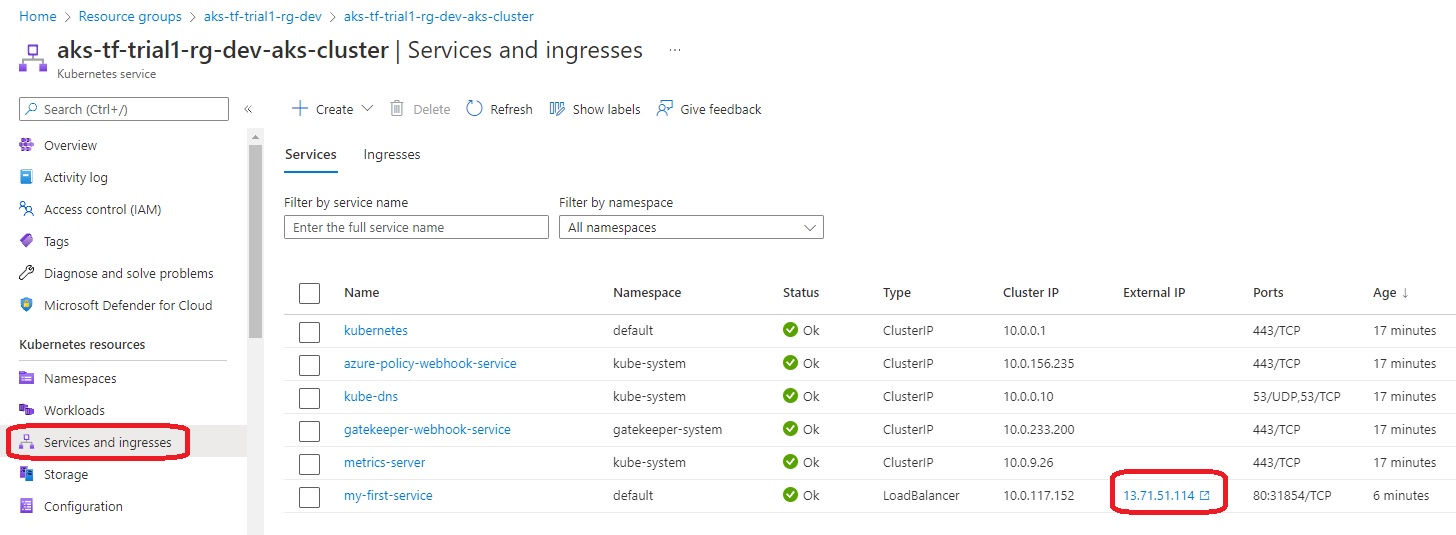 Home > Resource groups > aks-tf-trial1-rg-dev > aks-tf-trial1-rg-dev-aks-cluster
aks-tf-trial1-rg-dev-aks-cluster | Services and ingresses ...
Kubernetes service
Search (Ctrl+/) «
Overview
Activity log
Access control (IAM)
Tags
Diagnose and solve problems
Microsoft Defender for Cloud
Kubernetes resources
Namespaces
Workloads
Services and ingresses
Storage
Configuration
+ Create Delete Refresh Show labels Give feedback
Services Ingresses
Filter by service name Filter by namespace
Enter the full service name All namespaces
Name Namespace Status Type Cluster IP External IP Ports Age ↓
kubernetes default Ok ClusterIP 10.0.0.1 443/TCP 17 minutes
azure-policy-webhook-service kube-system Ok ClusterIP 10.0.156.235 443/TCP 17 minutes
kube-dns kube-system Ok ClusterIP 10.0.0.10 53/UDP,53/TCP 17 minutes
gatekeeper-webhook-service gatekeeper-system Ok ClusterIP 10.0.233.200 443/TCP 17 minutes
metrics-server kube-system Ok ClusterIP 10.0.9.26 443/TCP 17 minutes
my-first-service default Ok LoadBalancer 10.0.117.152 13.71.51.114 80:31854/TCP 6 minutes